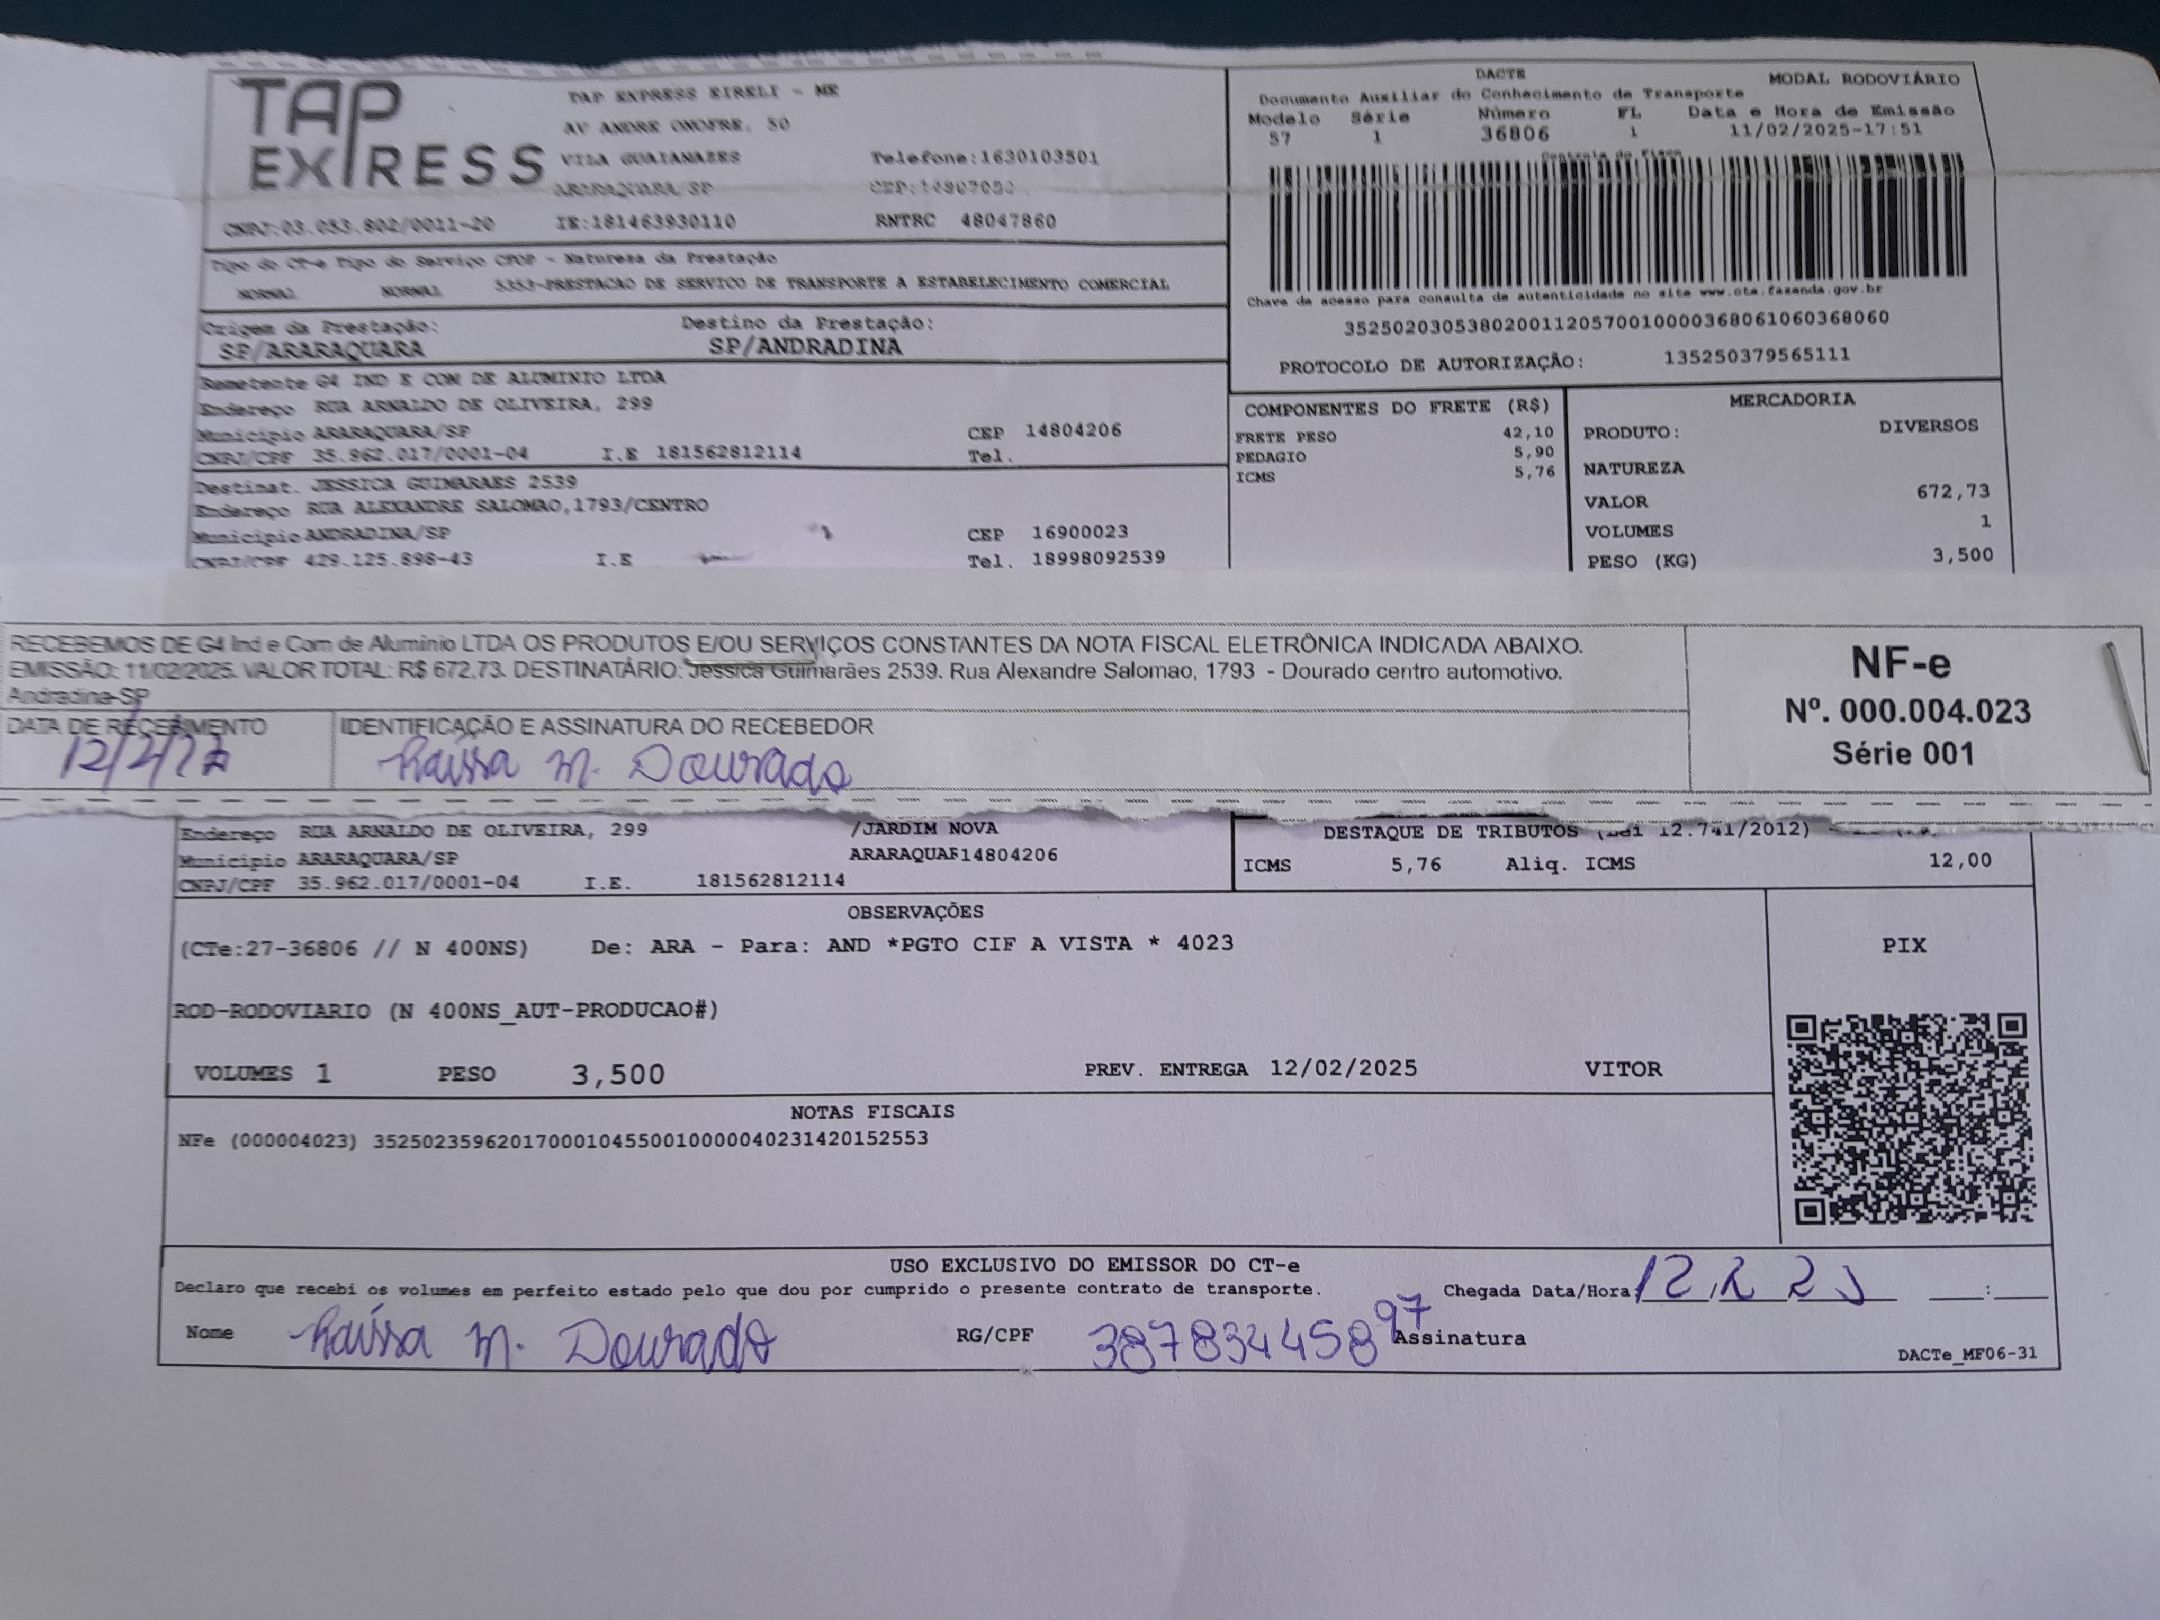 TAP EXPRESS
TAP EXPRESS EIRELI - ME
AV ANDRE ONOFRE, 50
VILA GUAIANAZES Telefone:1630103501
ARARAQUARA/SP CEP:14807050
CNPJ:03.053.802/0011-20 IE:181463930110 RNTRC 48047860
DACTE MODAL RODOVIÁRIO
Documento Auxiliar do Conhecimento de Transporte
Modelo Série Número FL Data e Hora de Emissão
57 1 36806 1 11/02/2025-17:51
Controle do Fisco
Chave de acesso para consulta de autenticidade no site www.cte.fazenda.gov.br
35250203053802001120570010000368061060368060
PROTOCOLO DE AUTORIZAÇÃO: 135250379565111
Tipo do CT-e Tipo do Serviço CFOP - Natureza da Prestação
NORMAL NORMAL 5353-PRESTACAO DE SERVICO DE TRANSPORTE A ESTABELECIMENTO COMERCIAL
Origem da Prestação: Destino da Prestação:
SP/ARARAQUARA SP/ANDRADINA
Remetente G4 IND E COM DE ALUMINIO LTDA
Endereço RUA ARNALDO DE OLIVEIRA, 299
Município ARARAQUARA/SP CEP 14804206
CNPJ/CPF 35.962.017/0001-04 I.E 181562812114 Tel.
Destinat. JESSICA GUIMARAES 2539
Endereço RUA ALEXANDRE SALOMAO,1793/CENTRO
Município ANDRADINA/SP CEP 16900023
CNPJ/CPF 429.125.898-43 I.E Tel. 18998092539
COMPONENTES DO FRETE (R$)
FRETE PESO 42,10
PEDAGIO 5,90
ICMS 5,76
MERCADORIA
PRODUTO: DIVERSOS
NATUREZA
VALOR 672,73
VOLUMES 1
PESO (KG) 3,500
RECEBEMOS DE G4 Ind e Com de Aluminio LTDA OS PRODUTOS E/OU SERVIÇOS CONSTANTES DA NOTA FISCAL ELETRÔNICA INDICADA ABAIXO.
EMISSÃO: 11/02/2025. VALOR TOTAL: R$ 672,73. DESTINATÁRIO: Jessica Guimarães 2539. Rua Alexandre Salomao, 1793 - Dourado centro automotivo.
Andradina-SP
DATA DE RECEBIMENTO IDENTIFICAÇÃO E ASSINATURA DO RECEBEDOR
Raíssa M. Dourado
NF-e
Nº. 000.004.023
Série 001
Endereço RUA ARNALDO DE OLIVEIRA, 299 /JARDIM NOVA
Município ARARAQUARA/SP ARARAQUAR14804206
CNPJ/CPF 35.962.017/0001-04 I.E. 181562812114
DESTAQUE DE TRIBUTOS (Lei 12.741/2012)
ICMS 5,76 Aliq. ICMS 12,00
OBSERVAÇÕES
(CTe:27-36806 // N 400NS) De: ARA - Para: AND *PGTO CIF A VISTA * 4023
ROD-RODOVIARIO (N 400NS_AUT-PRODUCAO#)
VOLUMES 1 PESO 3,500 PREV. ENTREGA 12/02/2025 VITOR
PIX
NOTAS FISCAIS
NFe (000004023) 35250235962017000104550010000040231420152553
USO EXCLUSIVO DO EMISSOR DO CT-e
Declaro que recebi os volumes em perfeito estado pelo que dou por cumprido o presente contrato de transporte. Chegada Data/Hora: 12/2 25 :
Nome Raíssa M. Dourado RG/CPF 38783445897 Assinatura
DACTe_MF06-31